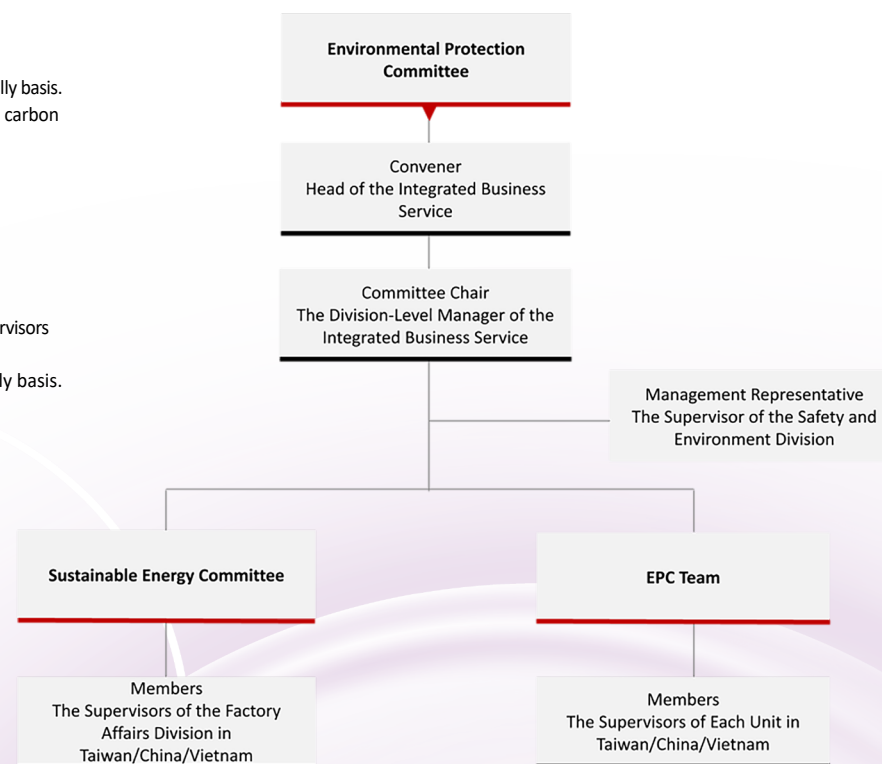 Environmental Protection
Committee
lly basis.
carbon
Convener
Head of the Integrated Business
Service
Committee Chair
The Division-Level Manager of the
Integrated Business Service
rvisors
ly basis.
Management Representative
The Supervisor of the Safety and
Environment Division
Sustainable Energy Committee
EPC Team
Members
The Supervisors of the Factory
Affairs Division in
Taiwan/China/Vietnam
Members
The Supervisors of Each Unit in
Taiwan/China/Vietnam